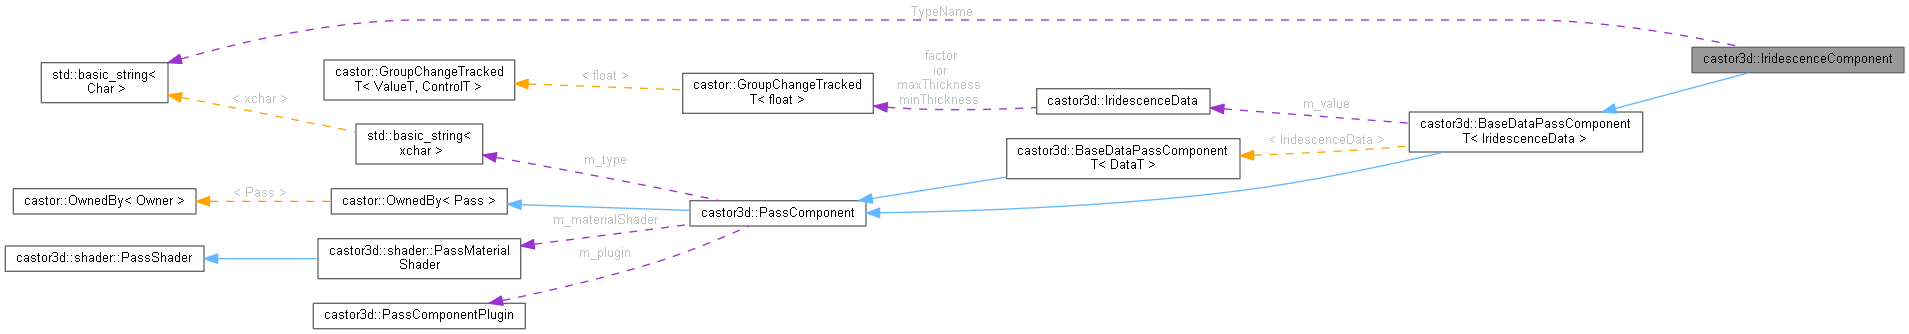 TypeName
castor3d::IridescenceComponent
std::basic_string<
Char >
castor::GroupChangeTracked
T< ValueT, ControlT >
< float >
castor::GroupChangeTracked
T< float >
factor
ior
maxThickness
minThickness
castor3d::IridescenceData
m_value
castor3d::BaseDataPassComponent
T< IridescenceData >
< xchar >
std::basic_string<
xchar >
m_type
castor3d::BaseDataPassComponent
T< DataT >
< IridescenceData >
castor::OwnedBy< Owner >
< Pass >
castor::OwnedBy< Pass >
castor3d::PassComponent
m_materialShader
castor3d::shader::PassShader
castor3d::shader::PassMaterial
Shader
m_plugin
castor3d::PassComponentPlugin